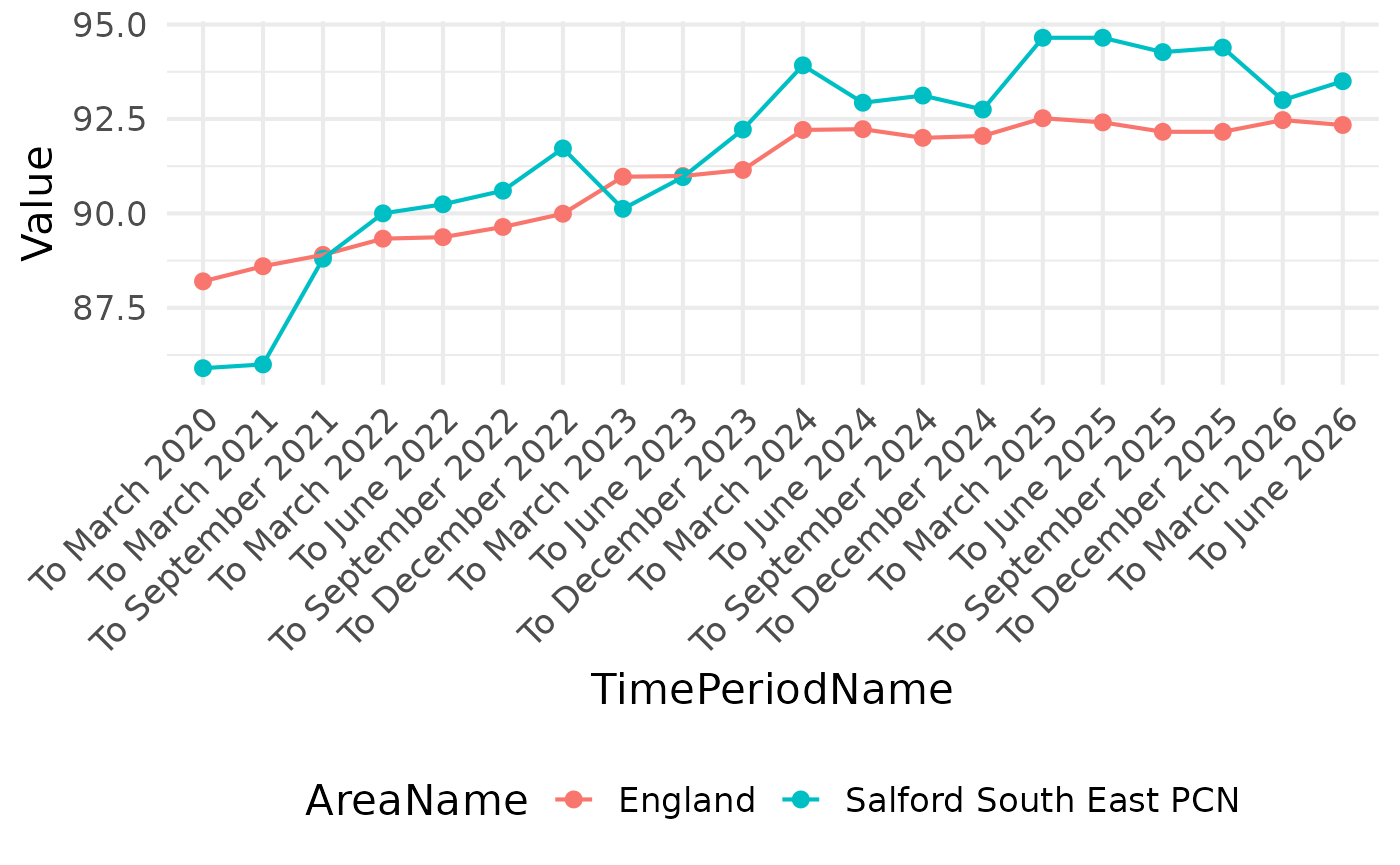 95.0
92.5
90.0
87.5
Value
To March 2020
To March 2021
To September 2021
To March 2022
To June 2022
To September 2022
To December 2022
To March 2023
To June 2023
To December 2023
To March 2024
To June 2024
To September 2024
To December 2024
To March 2025
To June 2025
To September 2025
To December 2025
To March 2026
To June 2026
TimePeriodName
AreaName England Salford South East PCN